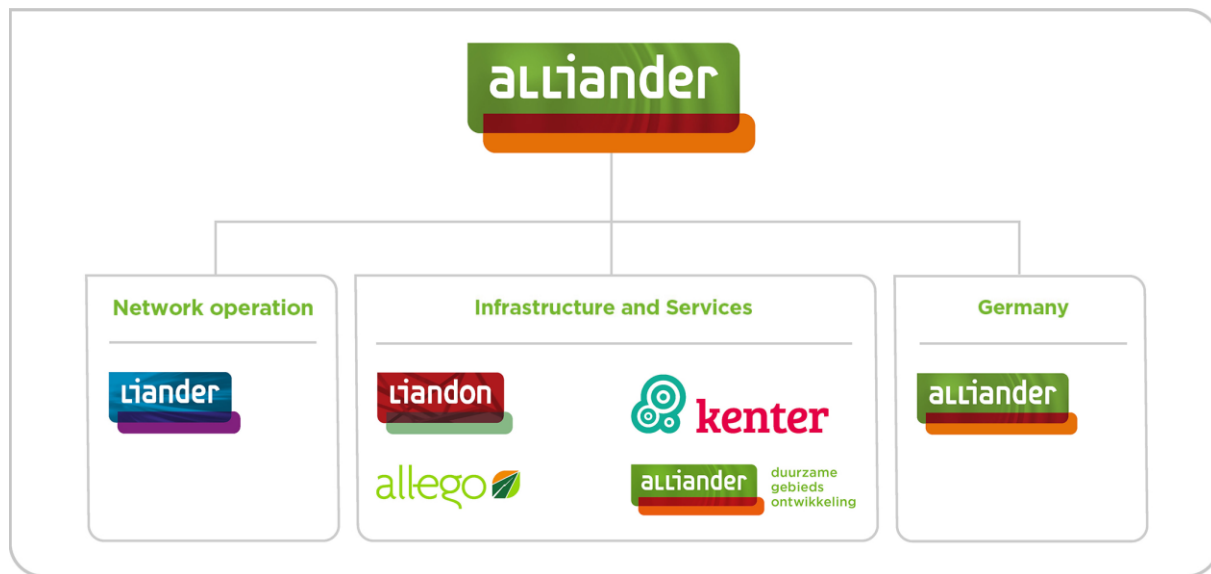 alliander
Network operation
Infrastructure and Services
Germany
Liander
Liandon
kenter
alliander
allego
alliander
duurzame
gebieds
ontwikkeling